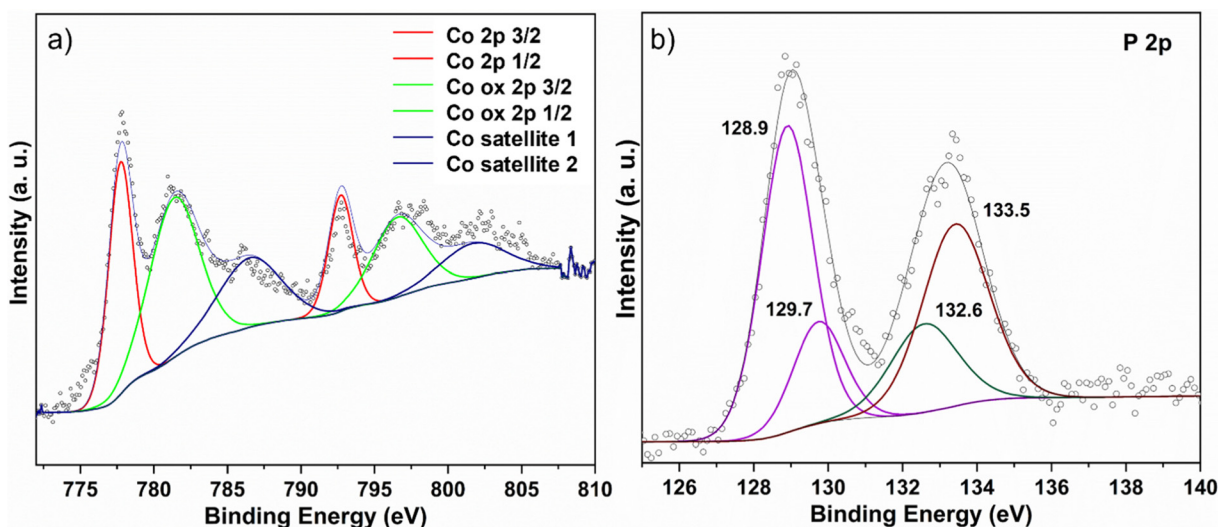 a)
Co 2p 3/2
Co 2p 1/2
Co ox 2p 3/2
Co ox 2p 1/2
Co satellite 1
Co satellite 2
Intensity (a. u.)
775 780 785 790 795 800 805 810
Binding Energy (eV)
b)
P 2p
128.9
133.5
129.7
132.6
Intensity (a. u.)
126 128 130 132 134 136 138 140
Binding Energy (eV)